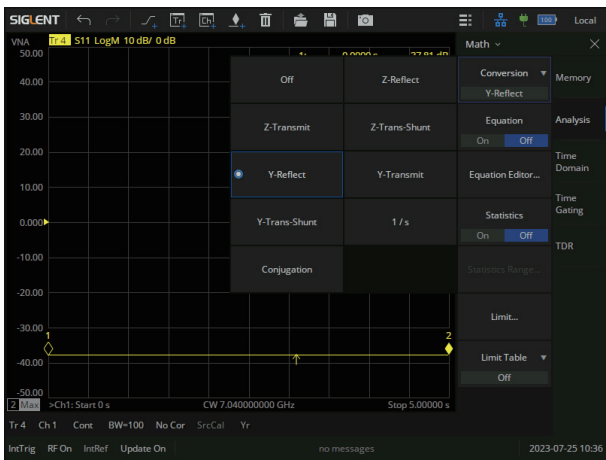 SIGLENT
Tr
Ch
100
Local
VNA
Tr 4 S11 LogM 10 dB/ 0 dB
Math
50.00
40.00
30.00
20.00
10.00
0.000
-10.00
-20.00
-30.00
-40.00
-50.00
Off
Z-Reflect
Z-Transmit
Z-Trans-Shunt
Y-Reflect
Y-Transmit
Y-Trans-Shunt
1 / s
Conjugation
Conversion
Y-Reflect
Equation
On Off
Equation Editor...
Statistics
On Off
Statistics Range...
Limit...
Limit Table
Off
Memory
Analysis
Time
Domain
Time
Gating
TDR
1
2
2 Max >Ch1: Start 0 s CW 7.040000000 GHz Stop 5.00000 s
Tr 4 Ch 1 Cont BW=100 No Cor SrcCal Yr
IntTrig RF On IntRef Update On no messages 2023-07-25 10:36